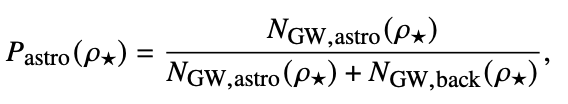 P_astro(ρ★) = N_GW,astro(ρ★) / (N_GW,astro(ρ★) + N_GW,back(ρ★)),